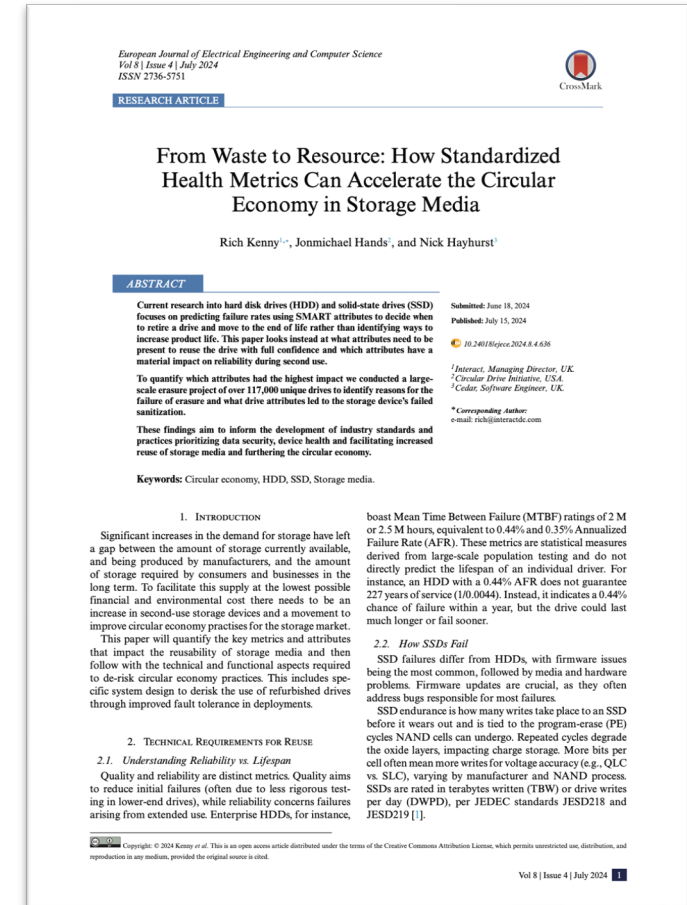 European Journal of Electrical Engineering and Computer Science
Vol 8 | Issue 4 | July 2024
ISSN 2736-5751
CrossMark
RESEARCH ARTICLE
From Waste to Resource: How Standardized
Health Metrics Can Accelerate the Circular
Economy in Storage Media
Rich Kenny1,*, Jonmichael Hands2, and Nick Hayhurst3
ABSTRACT
Current research into hard disk drives (HDD) and solid-state drives (SSD)
focuses on predicting failure rates using SMART attributes to decide when
to retire a drive and move to the end of life rather than identifying ways to
increase product life. This paper looks instead at what attributes need to be
present to reuse the drive with full confidence and which attributes have a
material impact on reliability during second use.
To quantify which attributes had the highest impact we conducted a large-
scale erasure project of over 117,000 unique drives to identify reasons for the
failure of erasure and what drive attributes led to the storage device's failed
sanitization.
These findings aim to inform the development of industry standards and
practices prioritizing data security, device health and facilitating increased
reuse of storage media and furthering the circular economy.
Keywords: Circular economy, HDD, SSD, Storage media.
Submitted: June 18, 2024
Published: July 15, 2024
10.24018/ejece.2024.8.4.636
1Interact, Managing Director, UK.
2Circular Drive Initiative, USA.
3Cedar, Software Engineer, UK.
*Corresponding Author:
e-mail: rich@interactdc.com
1. Introduction
Significant increases in the demand for storage have left
a gap between the amount of storage currently available,
and being produced by manufacturers, and the amount
of storage required by consumers and businesses in the
long term. To facilitate this supply at the lowest possible
financial and environmental cost there needs to be an
increase in second-use storage devices and a movement to
improve circular economy practises for the storage market.
This paper will quantify the key metrics and attributes
that impact the reusability of storage media and then
follow with the technical and functional aspects required
to de-risk circular economy practices. This includes spe-
cific system design to derisk the use of refurbished drives
through improved fault tolerance in deployments.
2. Technical Requirements for Reuse
2.1. Understanding Reliability vs. Lifespan
Quality and reliability are distinct metrics. Quality aims
to reduce initial failures (often due to less rigorous test-
ing in lower-end drives), while reliability concerns failures
arising from extended use. Enterprise HDDs, for instance,
boast Mean Time Between Failure (MTBF) ratings of 2 M
or 2.5 M hours, equivalent to 0.44% and 0.35% Annualized
Failure Rate (AFR). These metrics are statistical measures
derived from large-scale population testing and do not
directly predict the lifespan of an individual driver. For
instance, an HDD with a 0.44% AFR does not guarantee
227 years of service (1/0.0044). Instead, it indicates a 0.44%
chance of failure within a year, but the drive could last
much longer or fail sooner.
2.2. How SSDs Fail
SSD failures differ from HDDs, with firmware issues
being the most common, followed by media and hardware
problems. Firmware updates are crucial, as they often
address bugs responsible for most failures.
SSD endurance is how many writes take place to an SSD
before it wears out and is tied to the program-erase (PE)
cycles NAND cells can undergo. Repeated cycles degrade
the oxide layers, impacting charge storage. More bits per
cell often mean more writes for voltage accuracy (e.g., QLC
vs. SLC), varying by manufacturer and NAND process.
SSDs are rated in terabytes written (TBW) or drive writes
per day (DWPD), per JEDEC standards JESD218 and
JESD219 [1].
Copyright: © 2024 Kenny et al. This is an open access article distributed under the terms of the Creative Commons Attribution License, which permits unrestricted use, distribution, and
reproduction in any medium, provided the original source is cited.
Vol 8 | Issue 4 | July 2024 1